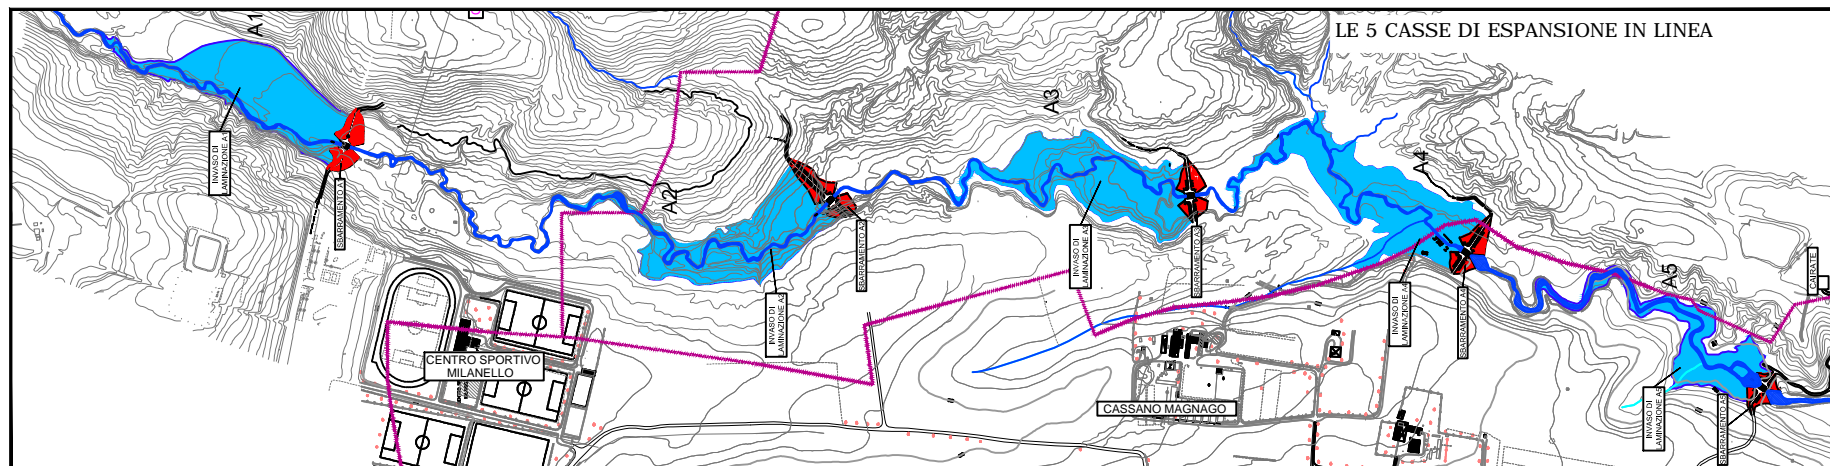 LE 5 CASSE DI ESPANSIONE IN LINEA
A1
INVASO DI
LAMINAZIONE A1
SBARRAMENTO A1
A2
INVASO DI
LAMINAZIONE A2
SBARRAMENTO A2
A3
INVASO DI
LAMINAZIONE A3
SBARRAMENTO A3
A4
INVASO DI
LAMINAZIONE A4
SBARRAMENTO A4
A5
INVASO DI
LAMINAZIONE A5
SBARRAMENTO A5
CAIRATE
CENTRO SPORTIVO
MILANELLO
CASSANO MAGNAGO